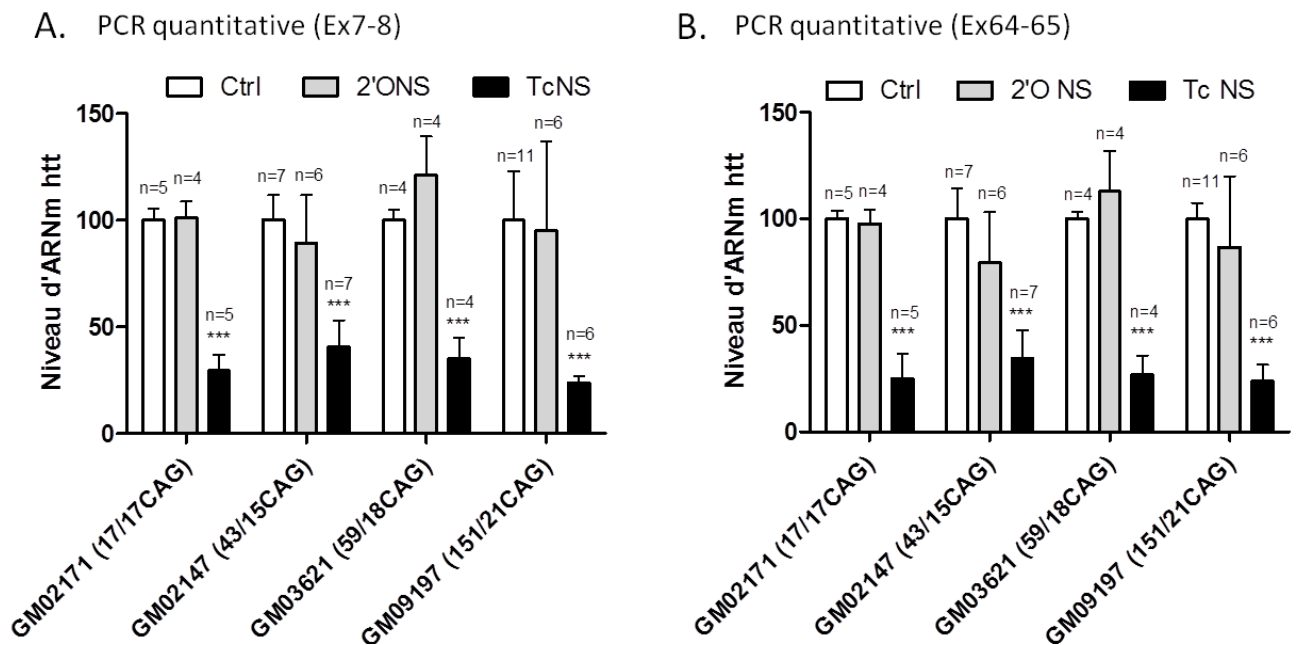 A. PCR quantitative (Ex7-8)
Ctrl 2'ONS TcNS
Niveau d'ARNm htt
150
100
50
0
n=5 n=4 n=5 ***
n=7 n=6 n=7 ***
n=4 n=4 n=4 ***
n=11 n=6 n=6 ***
GM02171 (17/17CAG)
GM02147 (43/15CAG)
GM03621 (59/18CAG)
GM09197 (151/21CAG)
B. PCR quantitative (Ex64-65)
Ctrl 2'O NS Tc NS
Niveau d'ARNm htt
150
100
50
0
n=5 n=4 n=5 ***
n=7 n=6 n=7 ***
n=4 n=4 n=4 ***
n=11 n=6 n=6 ***
GM02171 (17/17CAG)
GM02147 (43/15CAG)
GM03621 (59/18CAG)
GM09197 (151/21CAG)